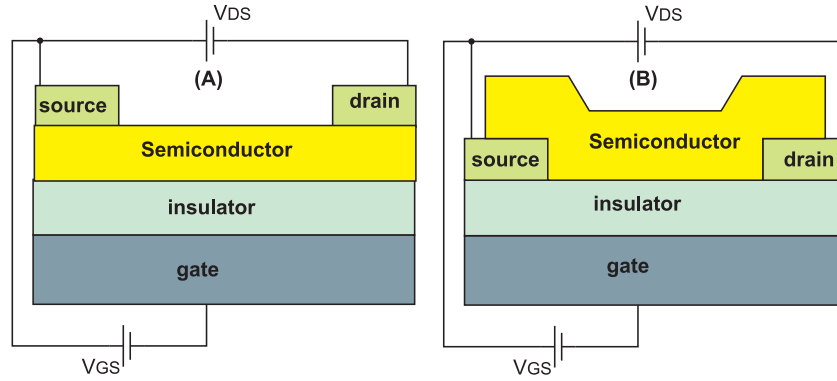 VDS
(A)
source
drain
Semiconductor
insulator
gate
VGS
VDS
(B)
Semiconductor
source
drain
insulator
gate
VGS